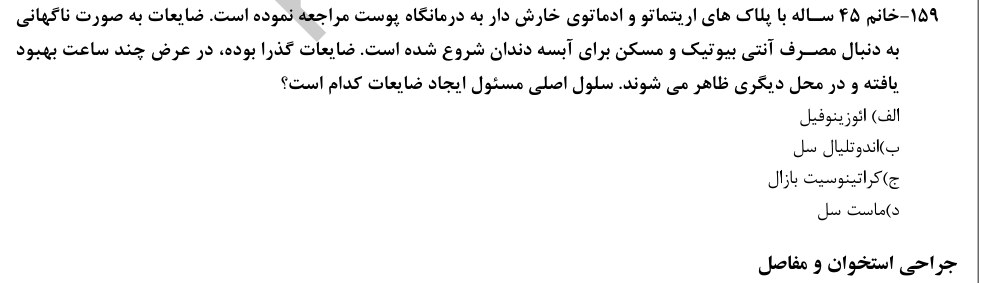 ۱۵۹-خانم ۴۵ ساله با پلاک های اریتماتو و ادماتوی خارش دار به درمانگاه پوست مراجعه نموده است. ضایعات به صورت ناگهانی
به دنبال مصرف آنتی بیوتیک و مسکن برای آبسه دندان شروع شده است. ضایعات گذرا بوده، در عرض چند ساعت بهبود
یافته و در محل دیگری ظاهر می شوند. سلول اصلی مسئول ایجاد ضایعات کدام است؟
الف) ائوزینوفیل
ب)اندوتلیال سل
ج)کراتینوسیت بازال
د)ماست سل
جراحی استخوان و مفاصل